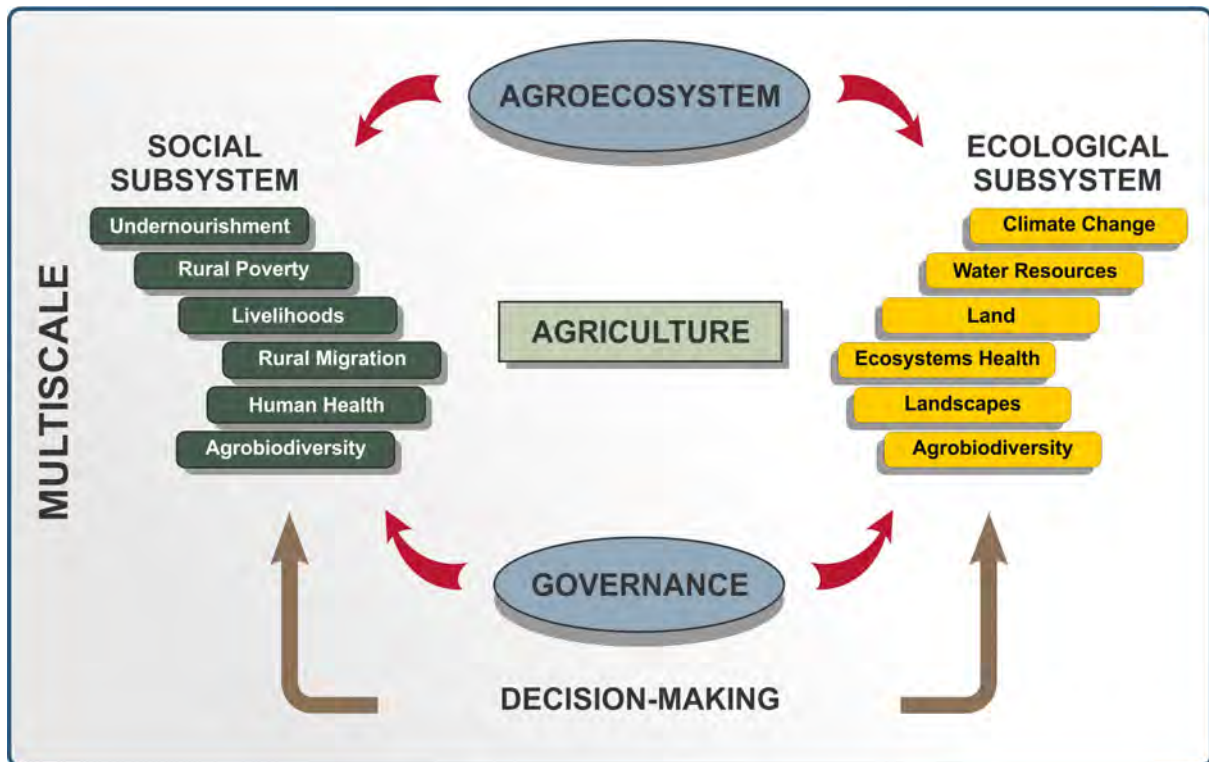 AGROECOSYSTEM
SOCIAL
SUBSYSTEM
Undernourishment
Rural Poverty
Livelihoods
Rural Migration
Human Health
Agrobiodiversity
ECOLOGICAL
SUBSYSTEM
Climate Change
Water Resources
Land
Ecosystems Health
Landscapes
Agrobiodiversity
AGRICULTURE
MULTISCALE
GOVERNANCE
DECISION-MAKING